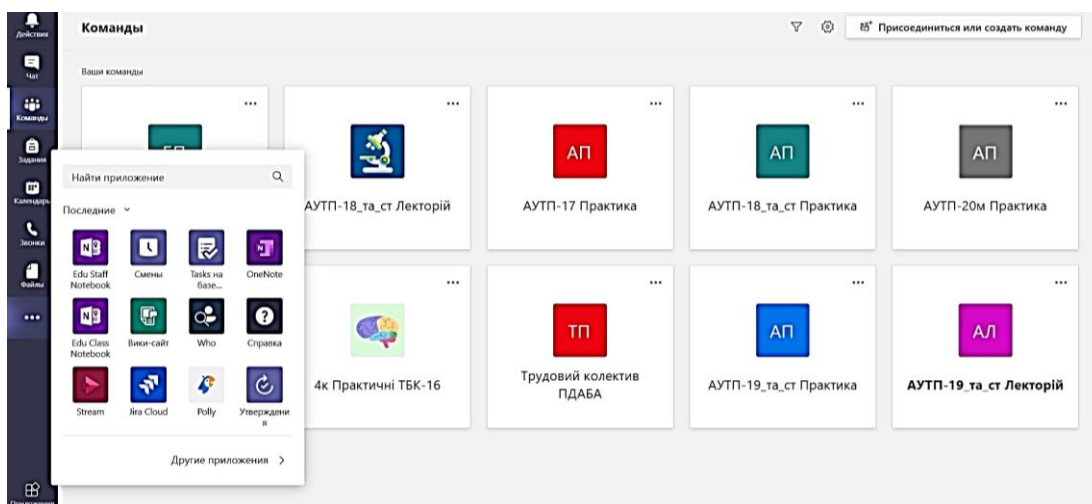 Действия
Чат
Команды
Задания
Календарь
Звонки
Файлы
Команды
Присоединиться или создать команду
Ваши команды
АУТП-18_та_ст Лекторій
АП
АУТП-17 Практика
АП
АУТП-18_та_ст Практика
АП
АУТП-20м Практика
4к Практичні ТБК-16
ТП
Трудовий колектив
ПДАБА
АП
АУТП-19_та_ст Практика
АЛ
АУТП-19_та_ст Лекторій
Найти приложение
Последние
Edu Staff
Notebook
Смены
Tasks на
базе...
OneNote
Edu Class
Notebook
Вики-сайт
Who
Справка
Stream
Jira Cloud
Polly
Утверждени
я
Другие приложения